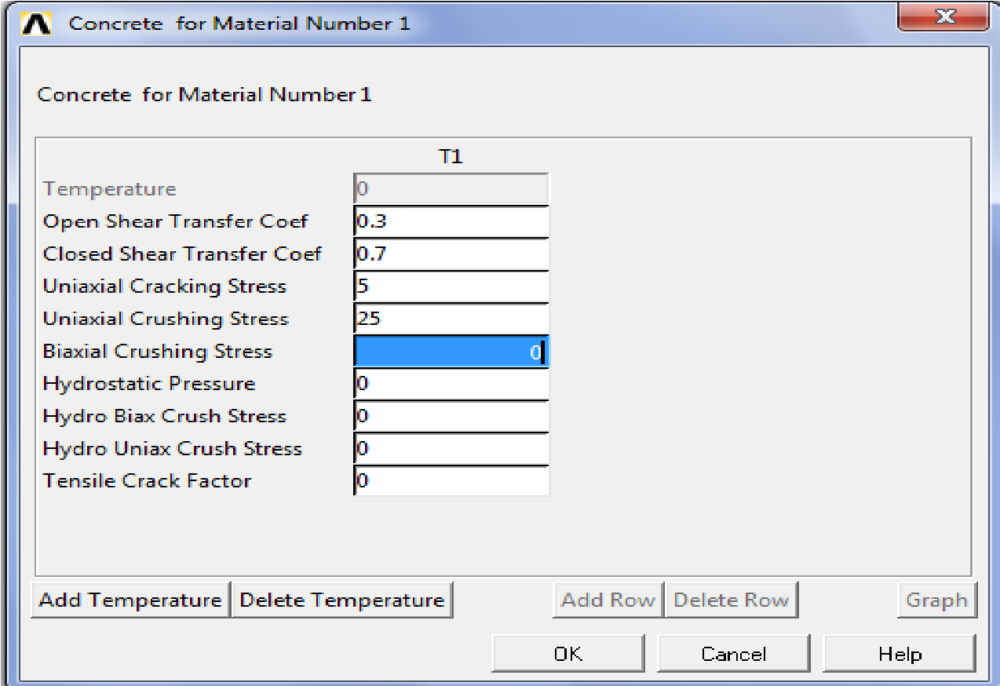 Concrete for Material Number 1
Concrete for Material Number 1
T1
Temperature 0
Open Shear Transfer Coef 0.3
Closed Shear Transfer Coef 0.7
Uniaxial Cracking Stress 5
Uniaxial Crushing Stress 25
Biaxial Crushing Stress 0
Hydrostatic Pressure 0
Hydro Biax Crush Stress 0
Hydro Uniax Crush Stress 0
Tensile Crack Factor 0
Add Temperature Delete Temperature Add Row Delete Row Graph
OK Cancel Help